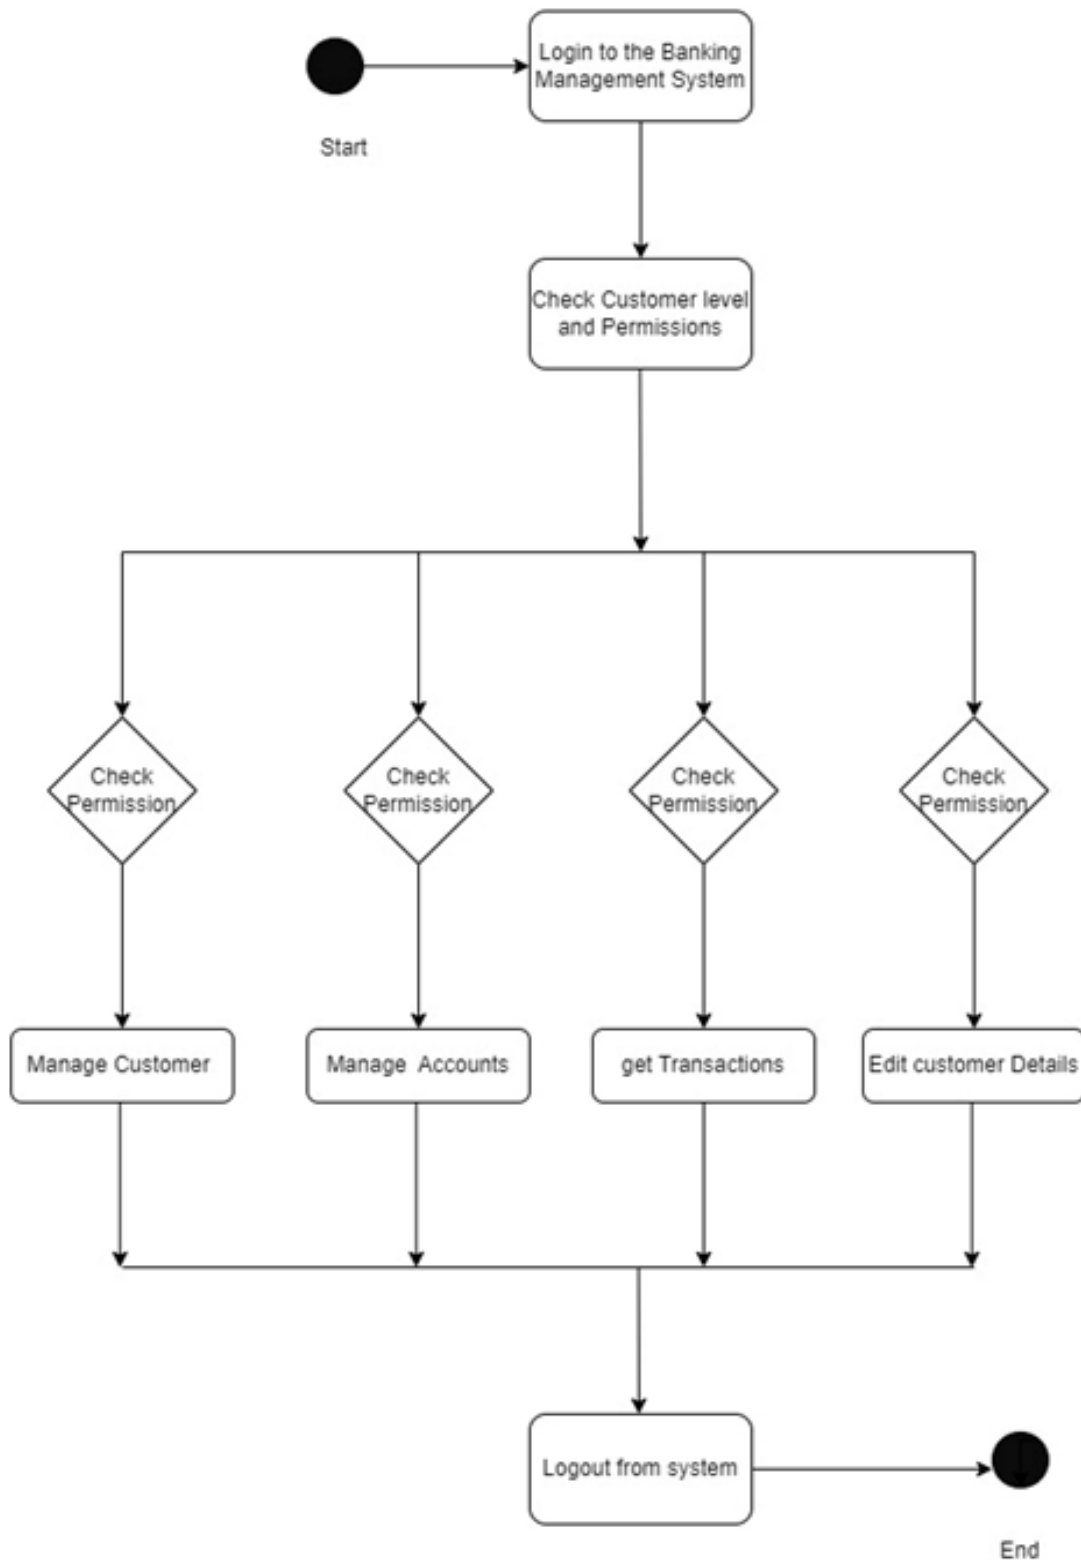 Login to the Banking
Management System
Start
Check Customer level
and Permissions
Check
Permission
Check
Permission
Check
Permission
Check
Permission
Manage Customer
Manage  Accounts
get Transactions
Edit customer Details
Logout from system
End